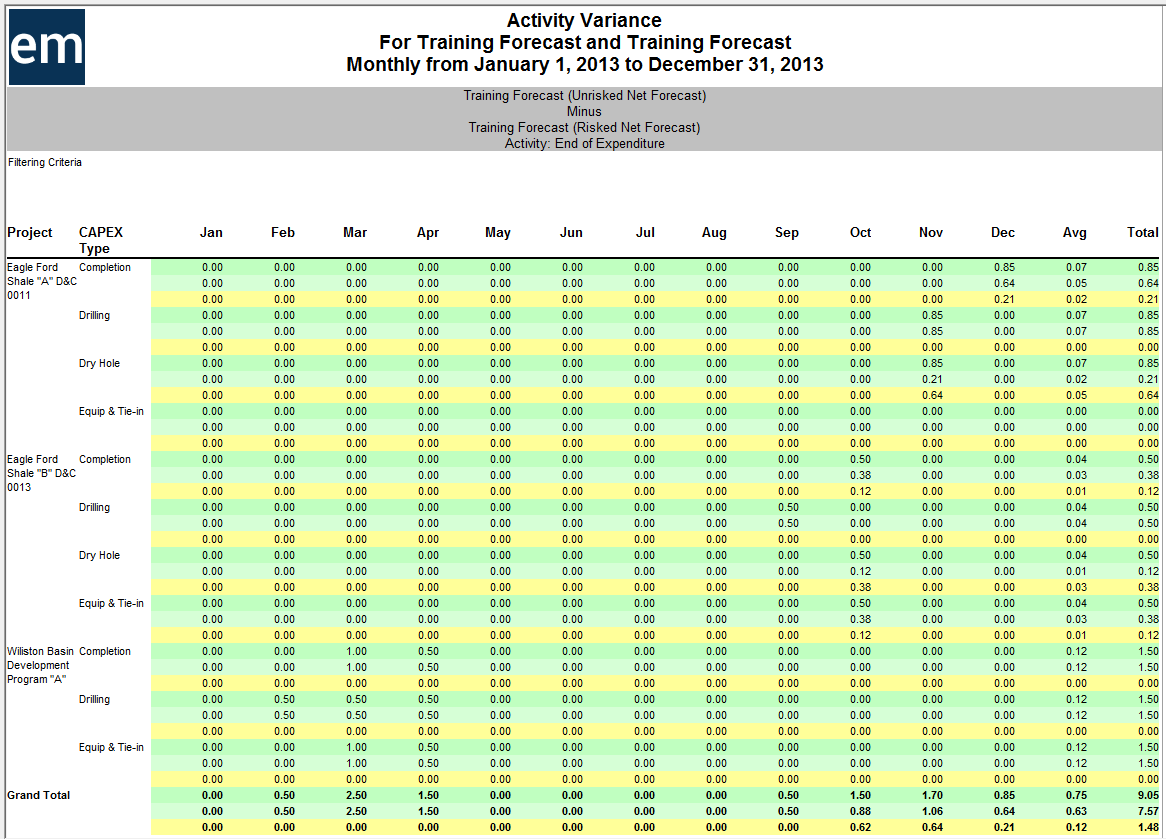 em
Activity Variance
For Training Forecast and Training Forecast
Monthly from January 1, 2013 to December 31, 2013
Training Forecast (Unrisked Net Forecast)
Minus
Training Forecast (Risked Net Forecast)
Activity: End of Expenditure
Filtering Criteria
Project CAPEX Type Jan Feb Mar Apr May Jun Jul Aug Sep Oct Nov Dec Avg Total
Eagle Ford Shale "A" D&C 0011 Completion 0.00 0.00 0.00 0.00 0.00 0.00 0.00 0.00 0.00 0.00 0.00 0.85 0.07 0.85
0.00 0.00 0.00 0.00 0.00 0.00 0.00 0.00 0.00 0.00 0.00 0.64 0.05 0.64
0.00 0.00 0.00 0.00 0.00 0.00 0.00 0.00 0.00 0.00 0.00 0.21 0.02 0.21
Drilling 0.00 0.00 0.00 0.00 0.00 0.00 0.00 0.00 0.00 0.00 0.85 0.00 0.07 0.85
0.00 0.00 0.00 0.00 0.00 0.00 0.00 0.00 0.00 0.00 0.85 0.00 0.07 0.85
0.00 0.00 0.00 0.00 0.00 0.00 0.00 0.00 0.00 0.00 0.00 0.00 0.00 0.00
Dry Hole 0.00 0.00 0.00 0.00 0.00 0.00 0.00 0.00 0.00 0.00 0.85 0.00 0.07 0.85
0.00 0.00 0.00 0.00 0.00 0.00 0.00 0.00 0.00 0.00 0.21 0.00 0.02 0.21
0.00 0.00 0.00 0.00 0.00 0.00 0.00 0.00 0.00 0.00 0.64 0.00 0.05 0.64
Equip & Tie-in 0.00 0.00 0.00 0.00 0.00 0.00 0.00 0.00 0.00 0.00 0.00 0.00 0.00 0.00
0.00 0.00 0.00 0.00 0.00 0.00 0.00 0.00 0.00 0.00 0.00 0.00 0.00 0.00
0.00 0.00 0.00 0.00 0.00 0.00 0.00 0.00 0.00 0.00 0.00 0.00 0.00 0.00
Eagle Ford Shale "B" D&C 0013 Completion 0.00 0.00 0.00 0.00 0.00 0.00 0.00 0.00 0.00 0.50 0.00 0.00 0.04 0.50
0.00 0.00 0.00 0.00 0.00 0.00 0.00 0.00 0.00 0.38 0.00 0.00 0.03 0.38
0.00 0.00 0.00 0.00 0.00 0.00 0.00 0.00 0.00 0.12 0.00 0.00 0.01 0.12
Drilling 0.00 0.00 0.00 0.00 0.00 0.00 0.00 0.00 0.50 0.00 0.00 0.00 0.04 0.50
0.00 0.00 0.00 0.00 0.00 0.00 0.00 0.00 0.50 0.00 0.00 0.00 0.04 0.50
0.00 0.00 0.00 0.00 0.00 0.00 0.00 0.00 0.00 0.00 0.00 0.00 0.00 0.00
Dry Hole 0.00 0.00 0.00 0.00 0.00 0.00 0.00 0.00 0.00 0.50 0.00 0.00 0.04 0.50
0.00 0.00 0.00 0.00 0.00 0.00 0.00 0.00 0.00 0.12 0.00 0.00 0.01 0.12
0.00 0.00 0.00 0.00 0.00 0.00 0.00 0.00 0.00 0.38 0.00 0.00 0.03 0.38
Equip & Tie-in 0.00 0.00 0.00 0.00 0.00 0.00 0.00 0.00 0.00 0.50 0.00 0.00 0.04 0.50
0.00 0.00 0.00 0.00 0.00 0.00 0.00 0.00 0.00 0.38 0.00 0.00 0.03 0.38
0.00 0.00 0.00 0.00 0.00 0.00 0.00 0.00 0.00 0.12 0.00 0.00 0.01 0.12
Wiliston Basin Development Program "A" Completion 0.00 0.00 1.00 0.50 0.00 0.00 0.00 0.00 0.00 0.00 0.00 0.00 0.12 1.50
0.00 0.00 1.00 0.50 0.00 0.00 0.00 0.00 0.00 0.00 0.00 0.00 0.12 1.50
0.00 0.00 0.00 0.00 0.00 0.00 0.00 0.00 0.00 0.00 0.00 0.00 0.00 0.00
Drilling 0.00 0.50 0.50 0.50 0.00 0.00 0.00 0.00 0.00 0.00 0.00 0.00 0.12 1.50
0.00 0.50 0.50 0.50 0.00 0.00 0.00 0.00 0.00 0.00 0.00 0.00 0.12 1.50
0.00 0.00 0.00 0.00 0.00 0.00 0.00 0.00 0.00 0.00 0.00 0.00 0.00 0.00
Equip & Tie-in 0.00 0.00 1.00 0.50 0.00 0.00 0.00 0.00 0.00 0.00 0.00 0.00 0.12 1.50
0.00 0.00 1.00 0.50 0.00 0.00 0.00 0.00 0.00 0.00 0.00 0.00 0.12 1.50
0.00 0.00 0.00 0.00 0.00 0.00 0.00 0.00 0.00 0.00 0.00 0.00 0.00 0.00
Grand Total 0.00 0.50 2.50 1.50 0.00 0.00 0.00 0.00 0.50 1.50 1.70 0.85 0.75 9.05
0.00 0.50 2.50 1.50 0.00 0.00 0.00 0.00 0.50 0.88 1.06 0.64 0.63 7.57
0.00 0.00 0.00 0.00 0.00 0.00 0.00 0.00 0.00 0.62 0.64 0.21 0.12 1.48